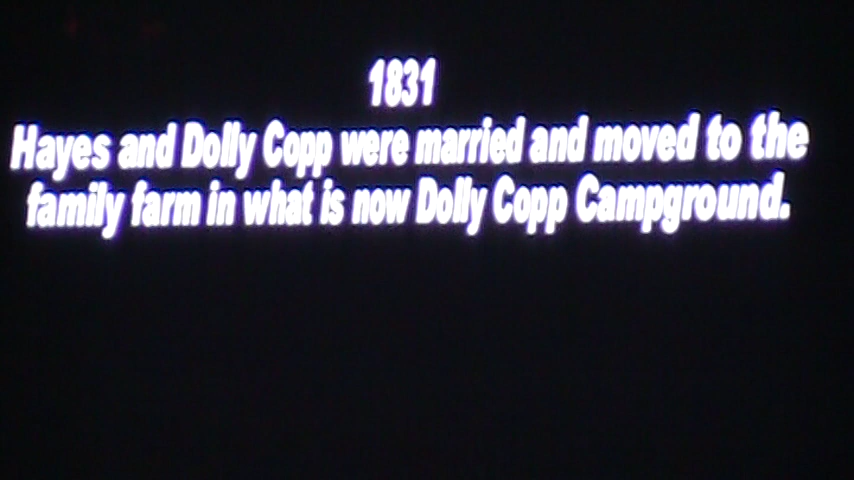 1831
Hayes and Dolly Copp were married and moved to the
family farm in what is now Dolly Copp Campground.